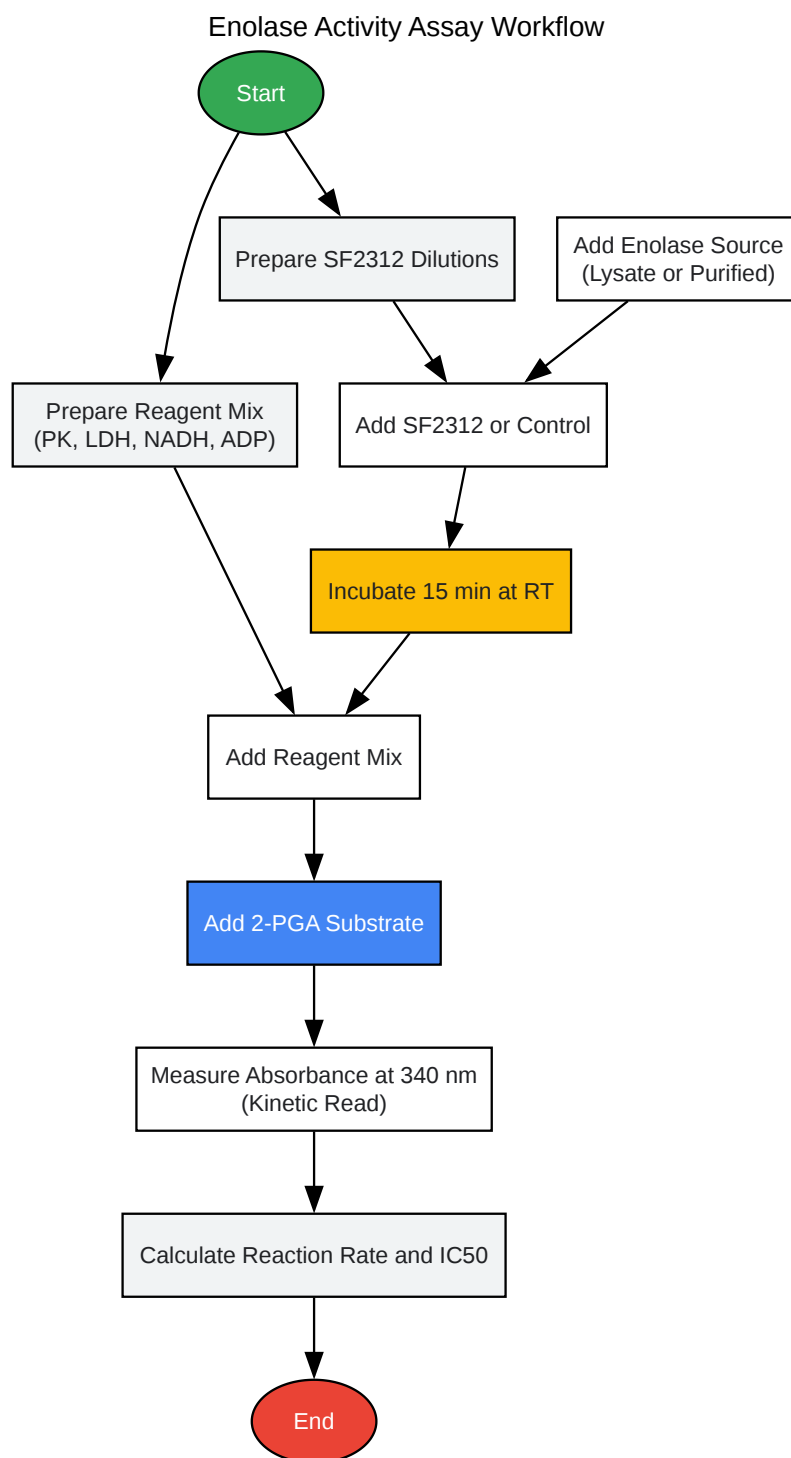 Enolase Activity Assay Workflow
Start
Prepare SF2312 Dilutions
Add Enolase Source
(Lysate or Purified)
Prepare Reagent Mix
(PK, LDH, NADH, ADP)
Add SF2312 or Control
Incubate 15 min at RT
Add Reagent Mix
Add 2-PGA Substrate
Measure Absorbance at 340 nm
(Kinetic Read)
Calculate Reaction Rate and IC50
End